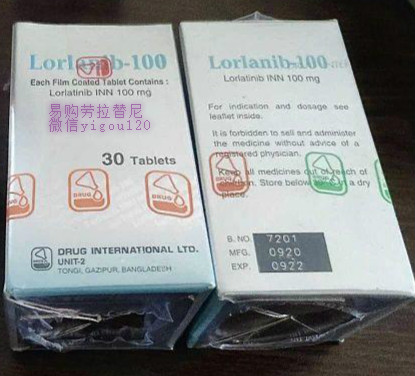 Lorlanib-100
Each Film Coated Tablet Contains :
Lorlatinib INN 100 mg
易购劳拉替尼
微信yigou120
30 Tablets
DRUG
DRUG INTERNATIONAL LTD.
UNIT-2
TONGI, GAZIPUR, BANGLADESH
Lorlanib-100
Lorlatinib INN 100 mg
For indication and dosage see
leaflet inside.
It is forbidden to sell and administer
the medicine without advice of a
registered physician.
Keep all medicines out of reach of
children. Store below in a dry
place.
DRUG
B. NO. 7201
MFG. 0920
EXP. 0922